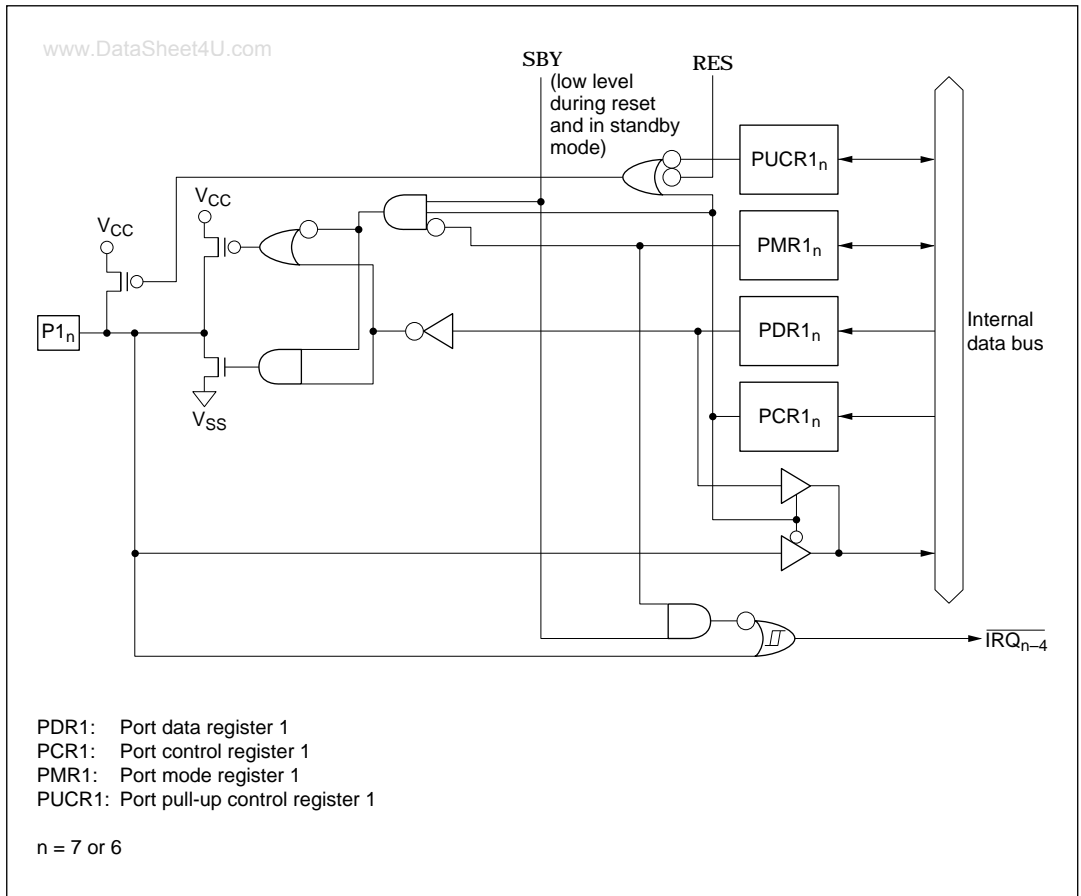 www.DataSheet4U.com
SBY
(low level
during reset
and in standby
mode)
RES
PUCR1n
VCC
VCC
PMR1n
P1n
PDR1n
Internal
data bus
VSS
PCR1n
IRQn–4
PDR1: Port data register 1
PCR1: Port control register 1
PMR1: Port mode register 1
PUCR1: Port pull-up control register 1
n = 7 or 6